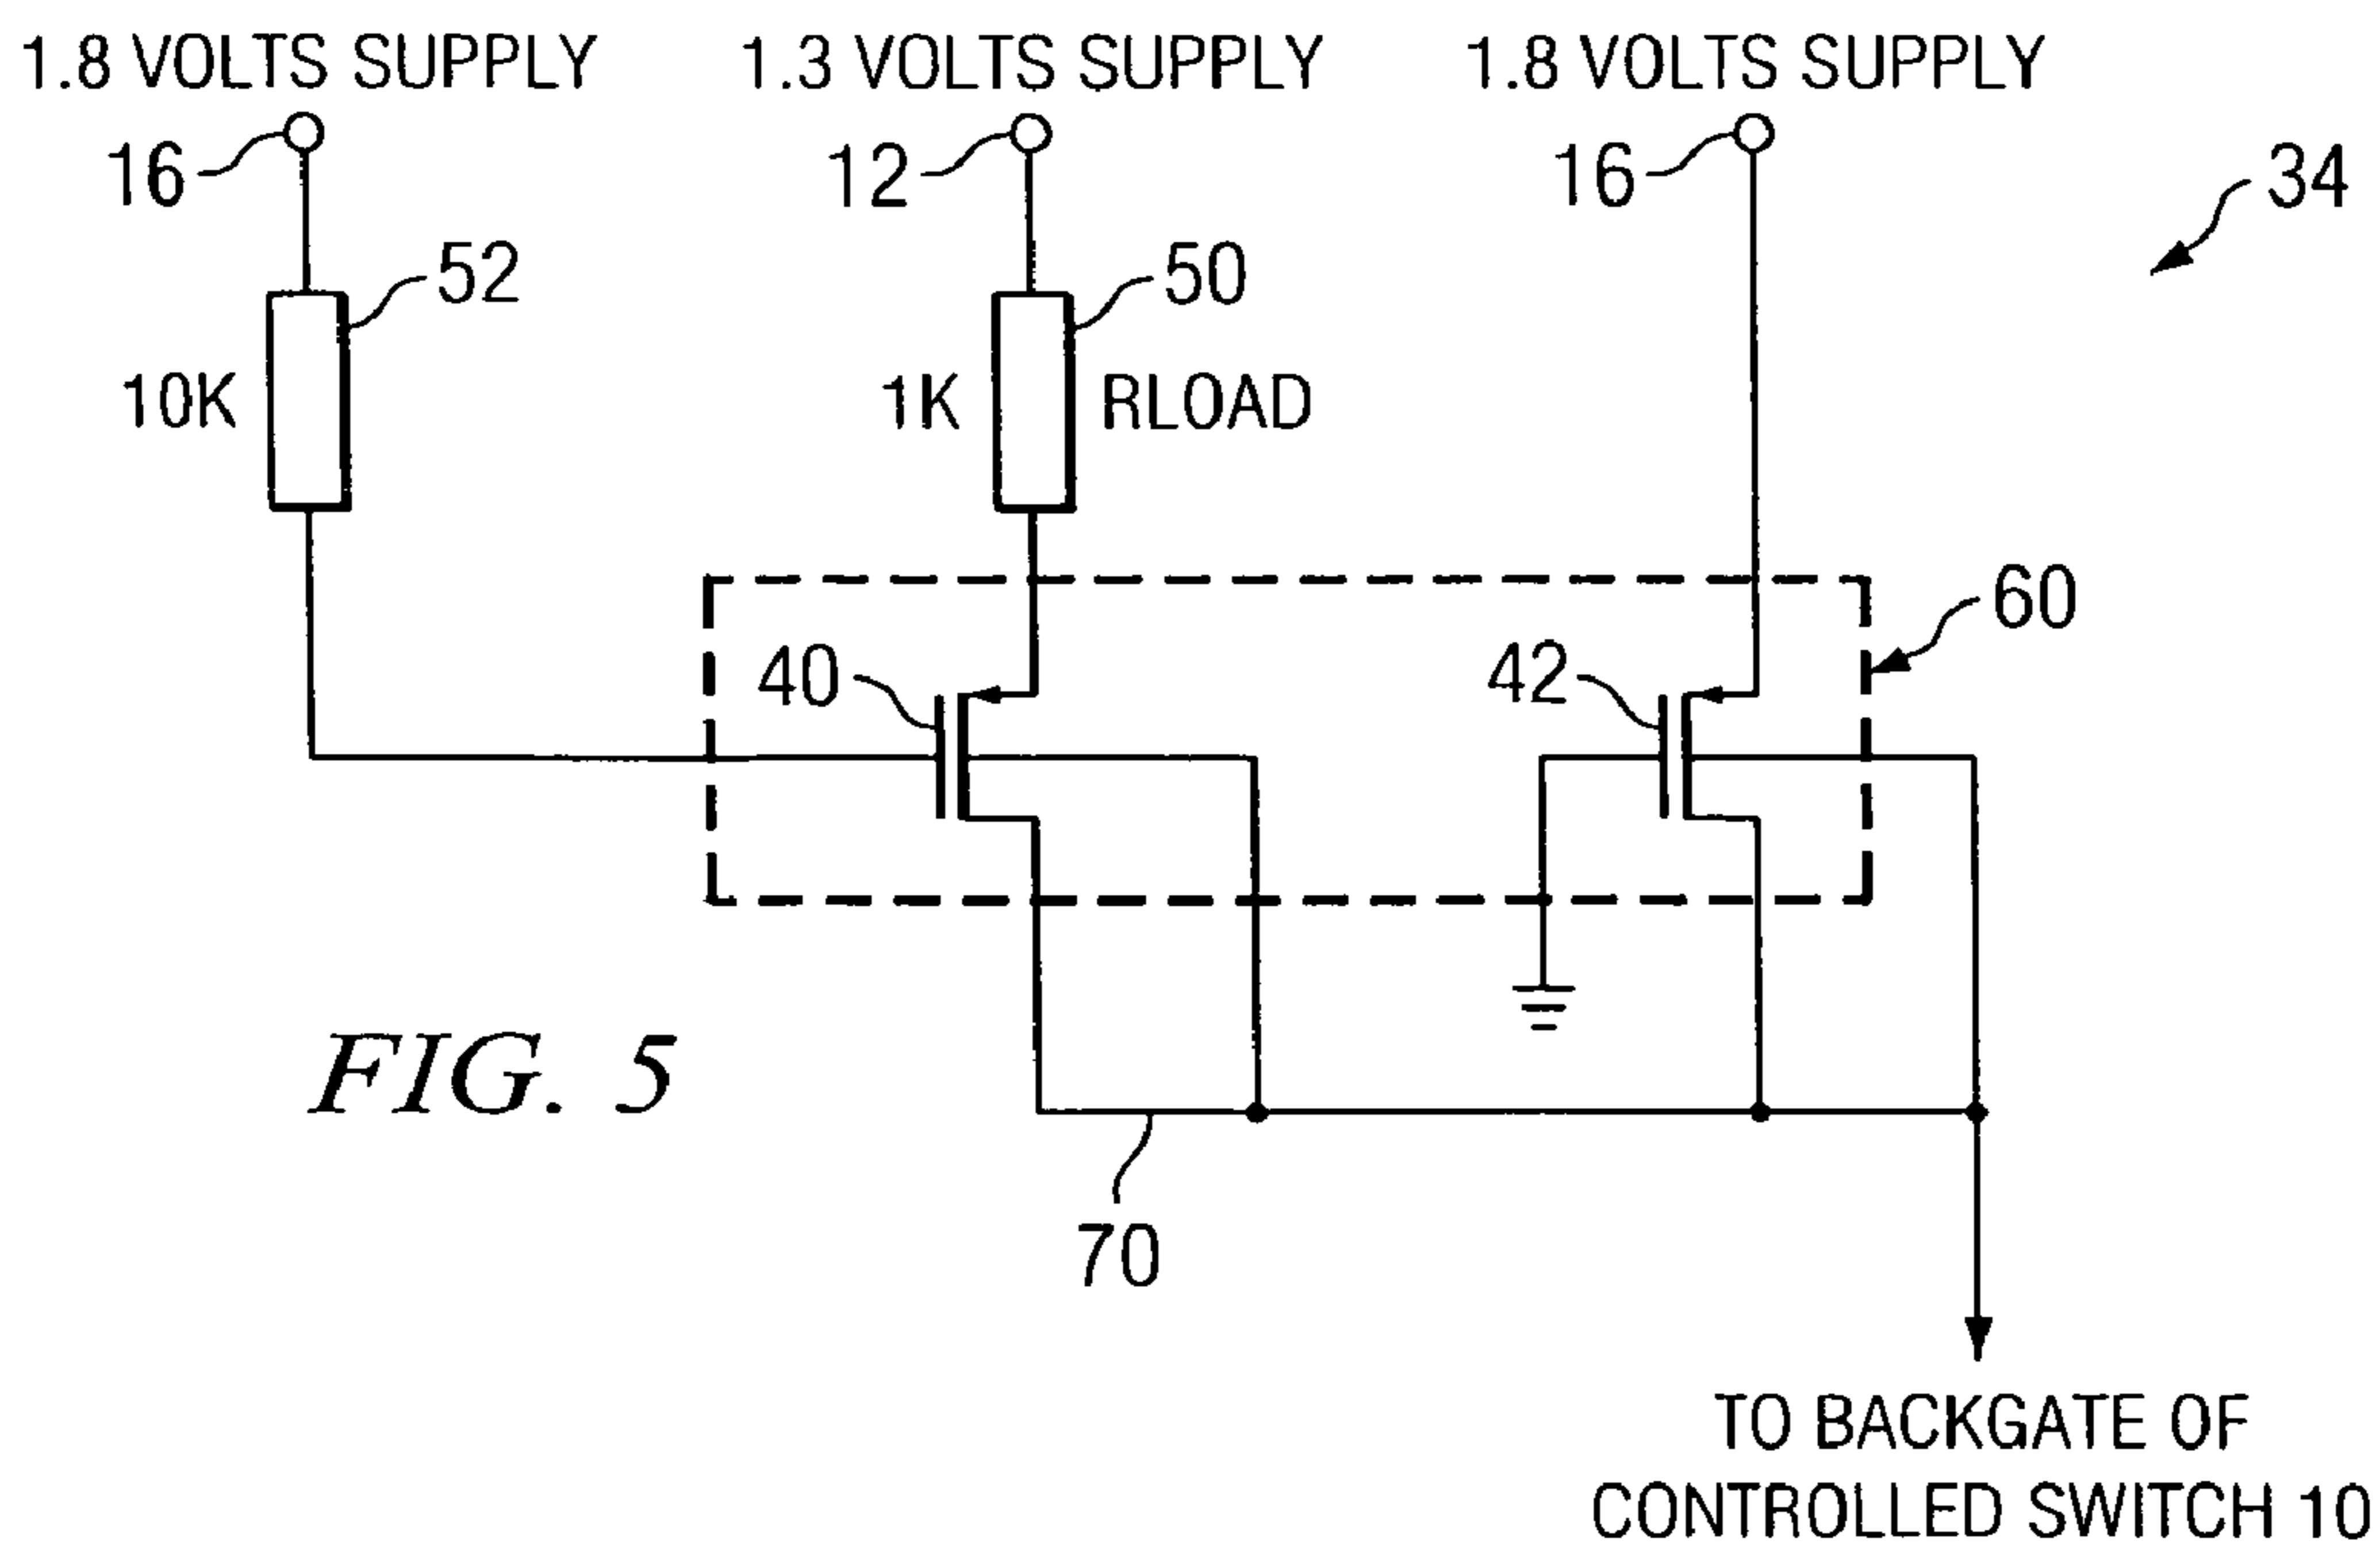 1.8 VOLTS SUPPLY
1.3 VOLTS SUPPLY
1.8 VOLTS SUPPLY
16
12
16
34
52
50
10K
1K
RLOAD
60
40
42
FIG. 5
70
TO BACKGATE OF
CONTROLLED SWITCH 10